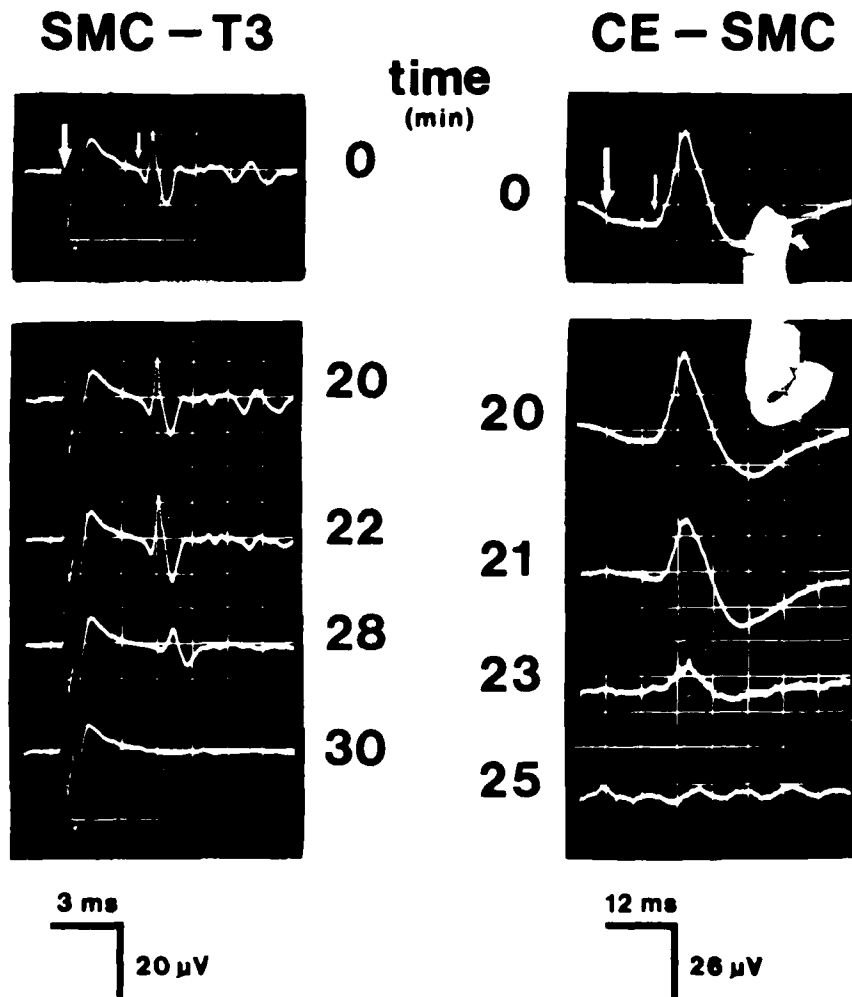 SMC – T3
CE – SMC
time
(min)
0
20
22
28
30
0
20
21
23
25
3 ms
20 µV
12 ms
26 µV